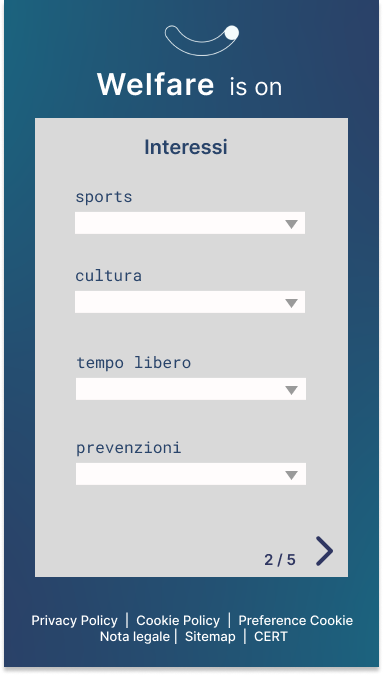 Welfare is on
Interessi
sports
cultura
tempo libero
prevenzioni
2 / 5
Privacy Policy | Cookie Policy | Preference Cookie
Nota legale | Sitemap | CERT